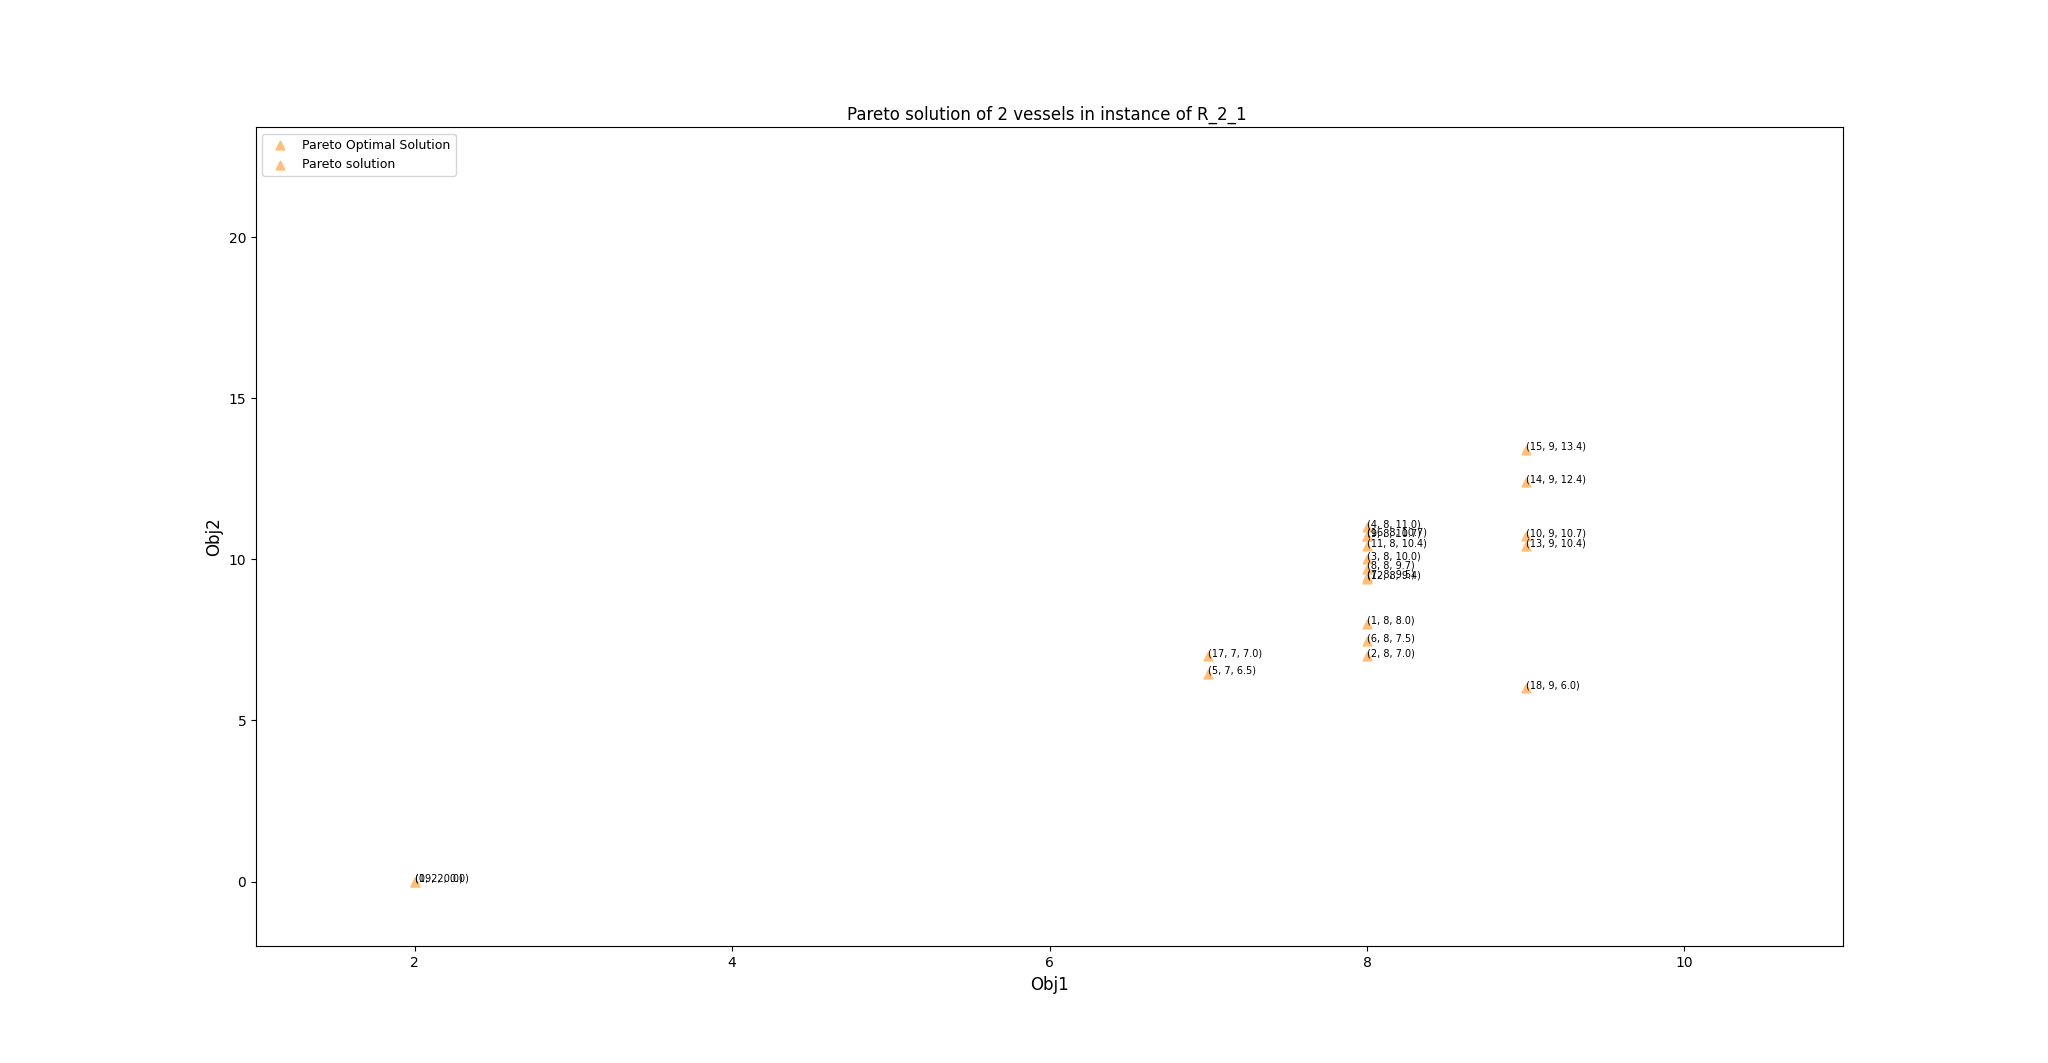 Pareto solution of 2 vessels in instance of R_2_1
Pareto Optimal Solution
Pareto solution
20
15
10
5
0
Obj2
(15, 9, 13.4)
(14, 9, 12.4)
(4, 8, 11.0)
(10, 9, 10.7)
(11, 8, 10.4)
(13, 9, 10.4)
(3, 8, 10.0)
(8, 8, 9.7)
(12, 8, 9.4)
(1, 8, 8.0)
(6, 8, 7.5)
(17, 7, 7.0)
(2, 8, 7.0)
(5, 7, 6.5)
(18, 9, 6.0)
2
4
6
8
10
Obj1